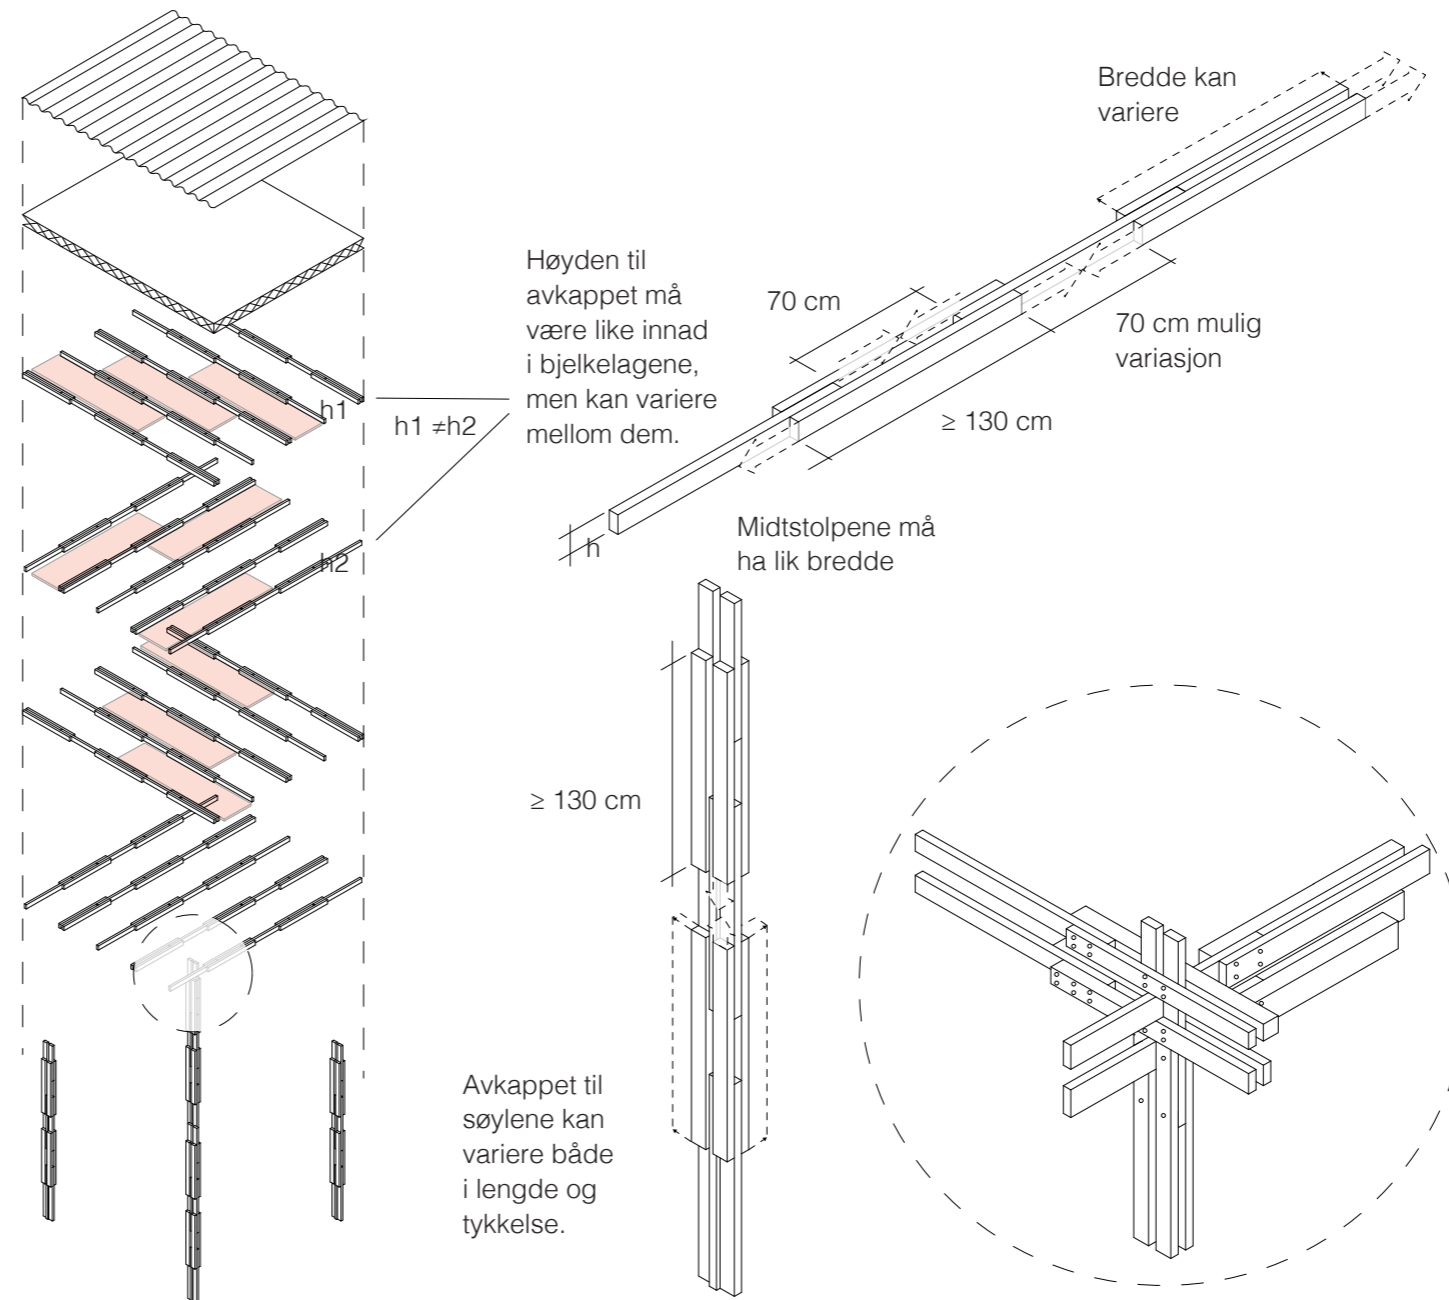 Bredde kan
variere
Høyden til
avkappet må
være like innad
i bjelkelagene,
men kan variere
mellom dem.
70 cm
70 cm mulig
variasjon
h1
h1 ≠h2
≥ 130 cm
h2
h
Midtstolpene må
ha lik bredde
≥ 130 cm
Avkappet til
søylene kan
variere både
i lengde og
tykkelse.